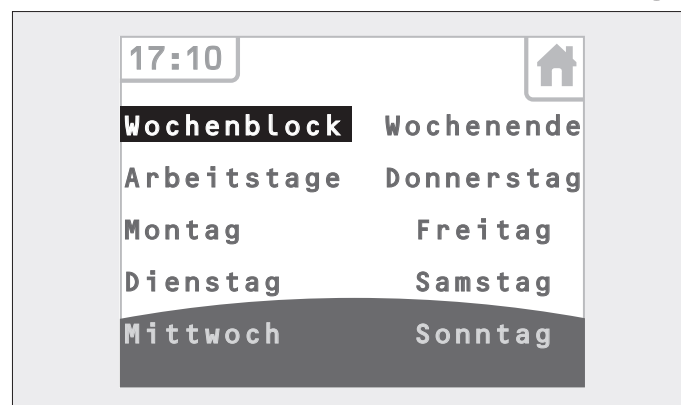 17:10
Wochenblock Wochenende
Arbeitstage Donnerstag
Montag Freitag
Dienstag Samstag
Mittwoch Sonntag